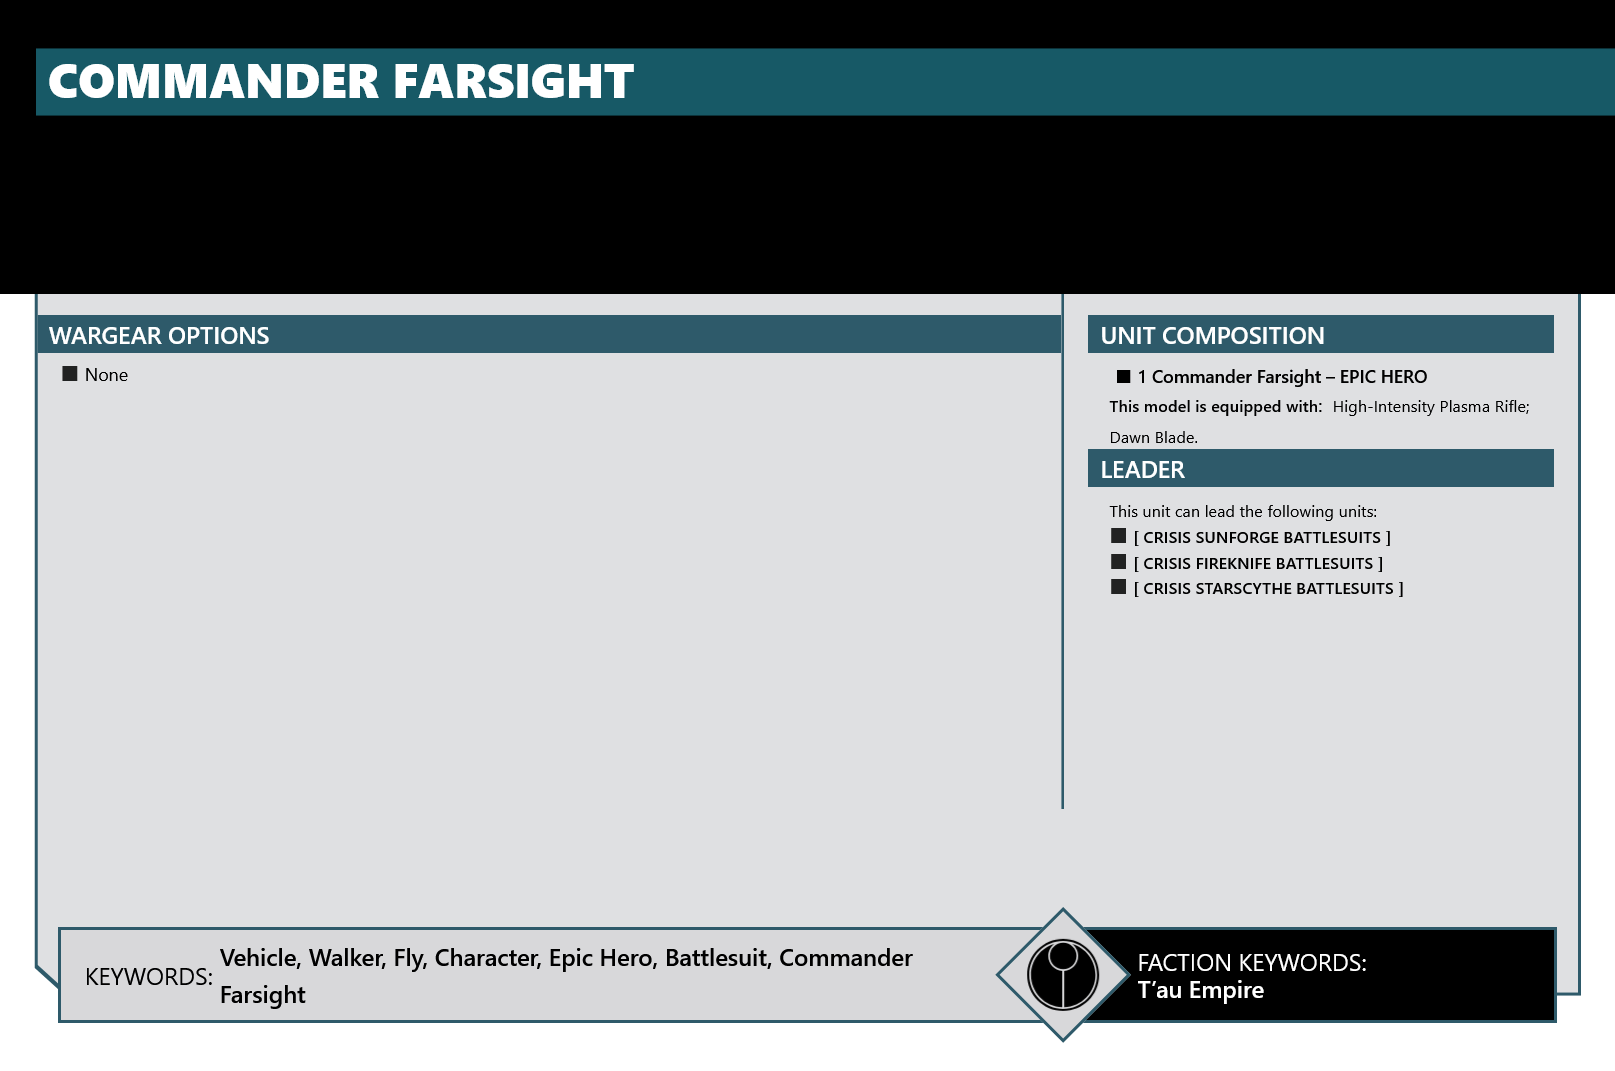 COMMANDER FARSIGHT
WARGEAR OPTIONS
■ None
UNIT COMPOSITION
■ 1 Commander Farsight – EPIC HERO
This model is equipped with: High-Intensity Plasma Rifle;
Dawn Blade.
LEADER
This unit can lead the following units:
■ [ CRISIS SUNFORGE BATTLESUITS ]
■ [ CRISIS FIREKNIFE BATTLESUITS ]
■ [ CRISIS STARSCYTHE BATTLESUITS ]
KEYWORDS: Vehicle, Walker, Fly, Character, Epic Hero, Battlesuit, Commander
Farsight
FACTION KEYWORDS:
T’au Empire